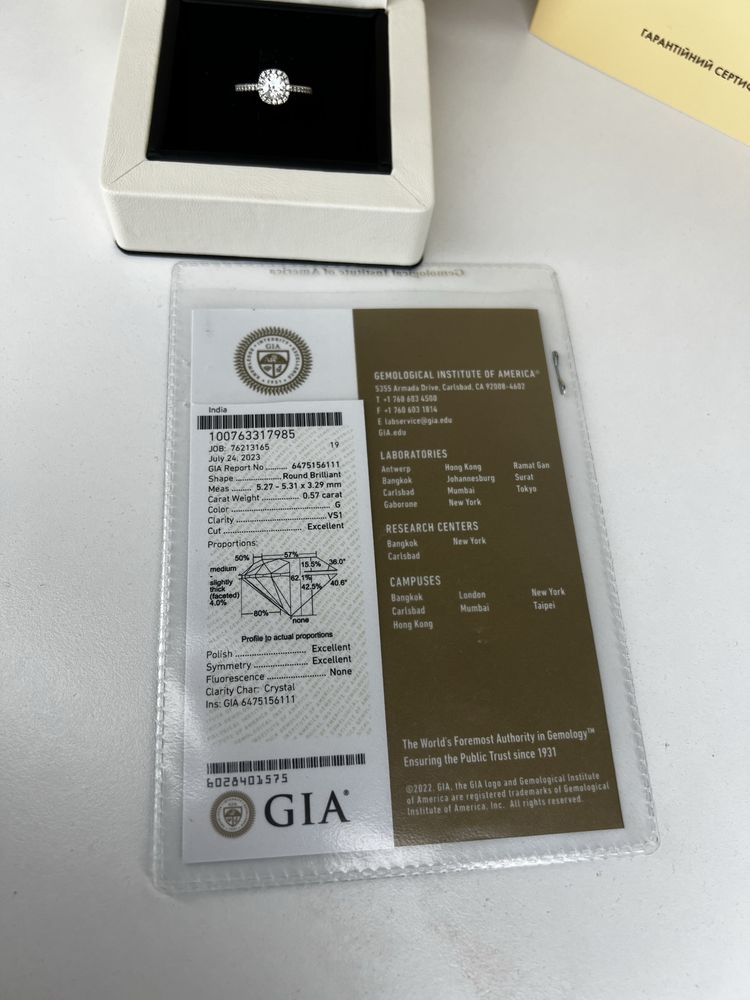 ГАРАНТІЙНИЙ
Gemological Institute of America
GIA
India
100763317985
JOB: 76213165 19
July 24, 2023
GIA Report No .......... 6475156111
Shape .................. Round Brilliant
Meas .... 5.27 - 5.31 x 3.29 mm
Carat Weight ................ 0.57 carat
Color ...................................... G
Clarity ................................. VS1
Cut ............................. Excellent
Proportions:
50% 57%
medium 15.5% 36.0°
slightly 62.1%
thick 42.5% 40.6°
(faceted)
4.0%
80%
none
Profile to actual proportions
Polish ........................ Excellent
Symmetry .................. Excellent
Fluorescence ..................... None
Clarity Char: Crystal
Ins: GIA 6475156111
6028401575
GIA®
GEMOLOGICAL INSTITUTE OF AMERICA®
5355 Armada Drive, Carlsbad, CA 92008-4602
T +1 760 603 4500
F +1 760 603 1814
E labservice@gia.edu
GIA.edu
LABORATORIES
Antwerp Hong Kong Ramat Gan
Bangkok Johannesburg Surat
Carlsbad Mumbai Tokyo
Gaborone New York
RESEARCH CENTERS
Bangkok New York
Carlsbad
CAMPUSES
Bangkok London New York
Carlsbad Mumbai Taipei
Hong Kong
The World's Foremost Authority in Gemology™
Ensuring the Public Trust since 1931
©2022. GIA, the GIA logo and Gemological Institute
of America are registered trademarks of Gemological
Institute of America, Inc. All rights reserved.